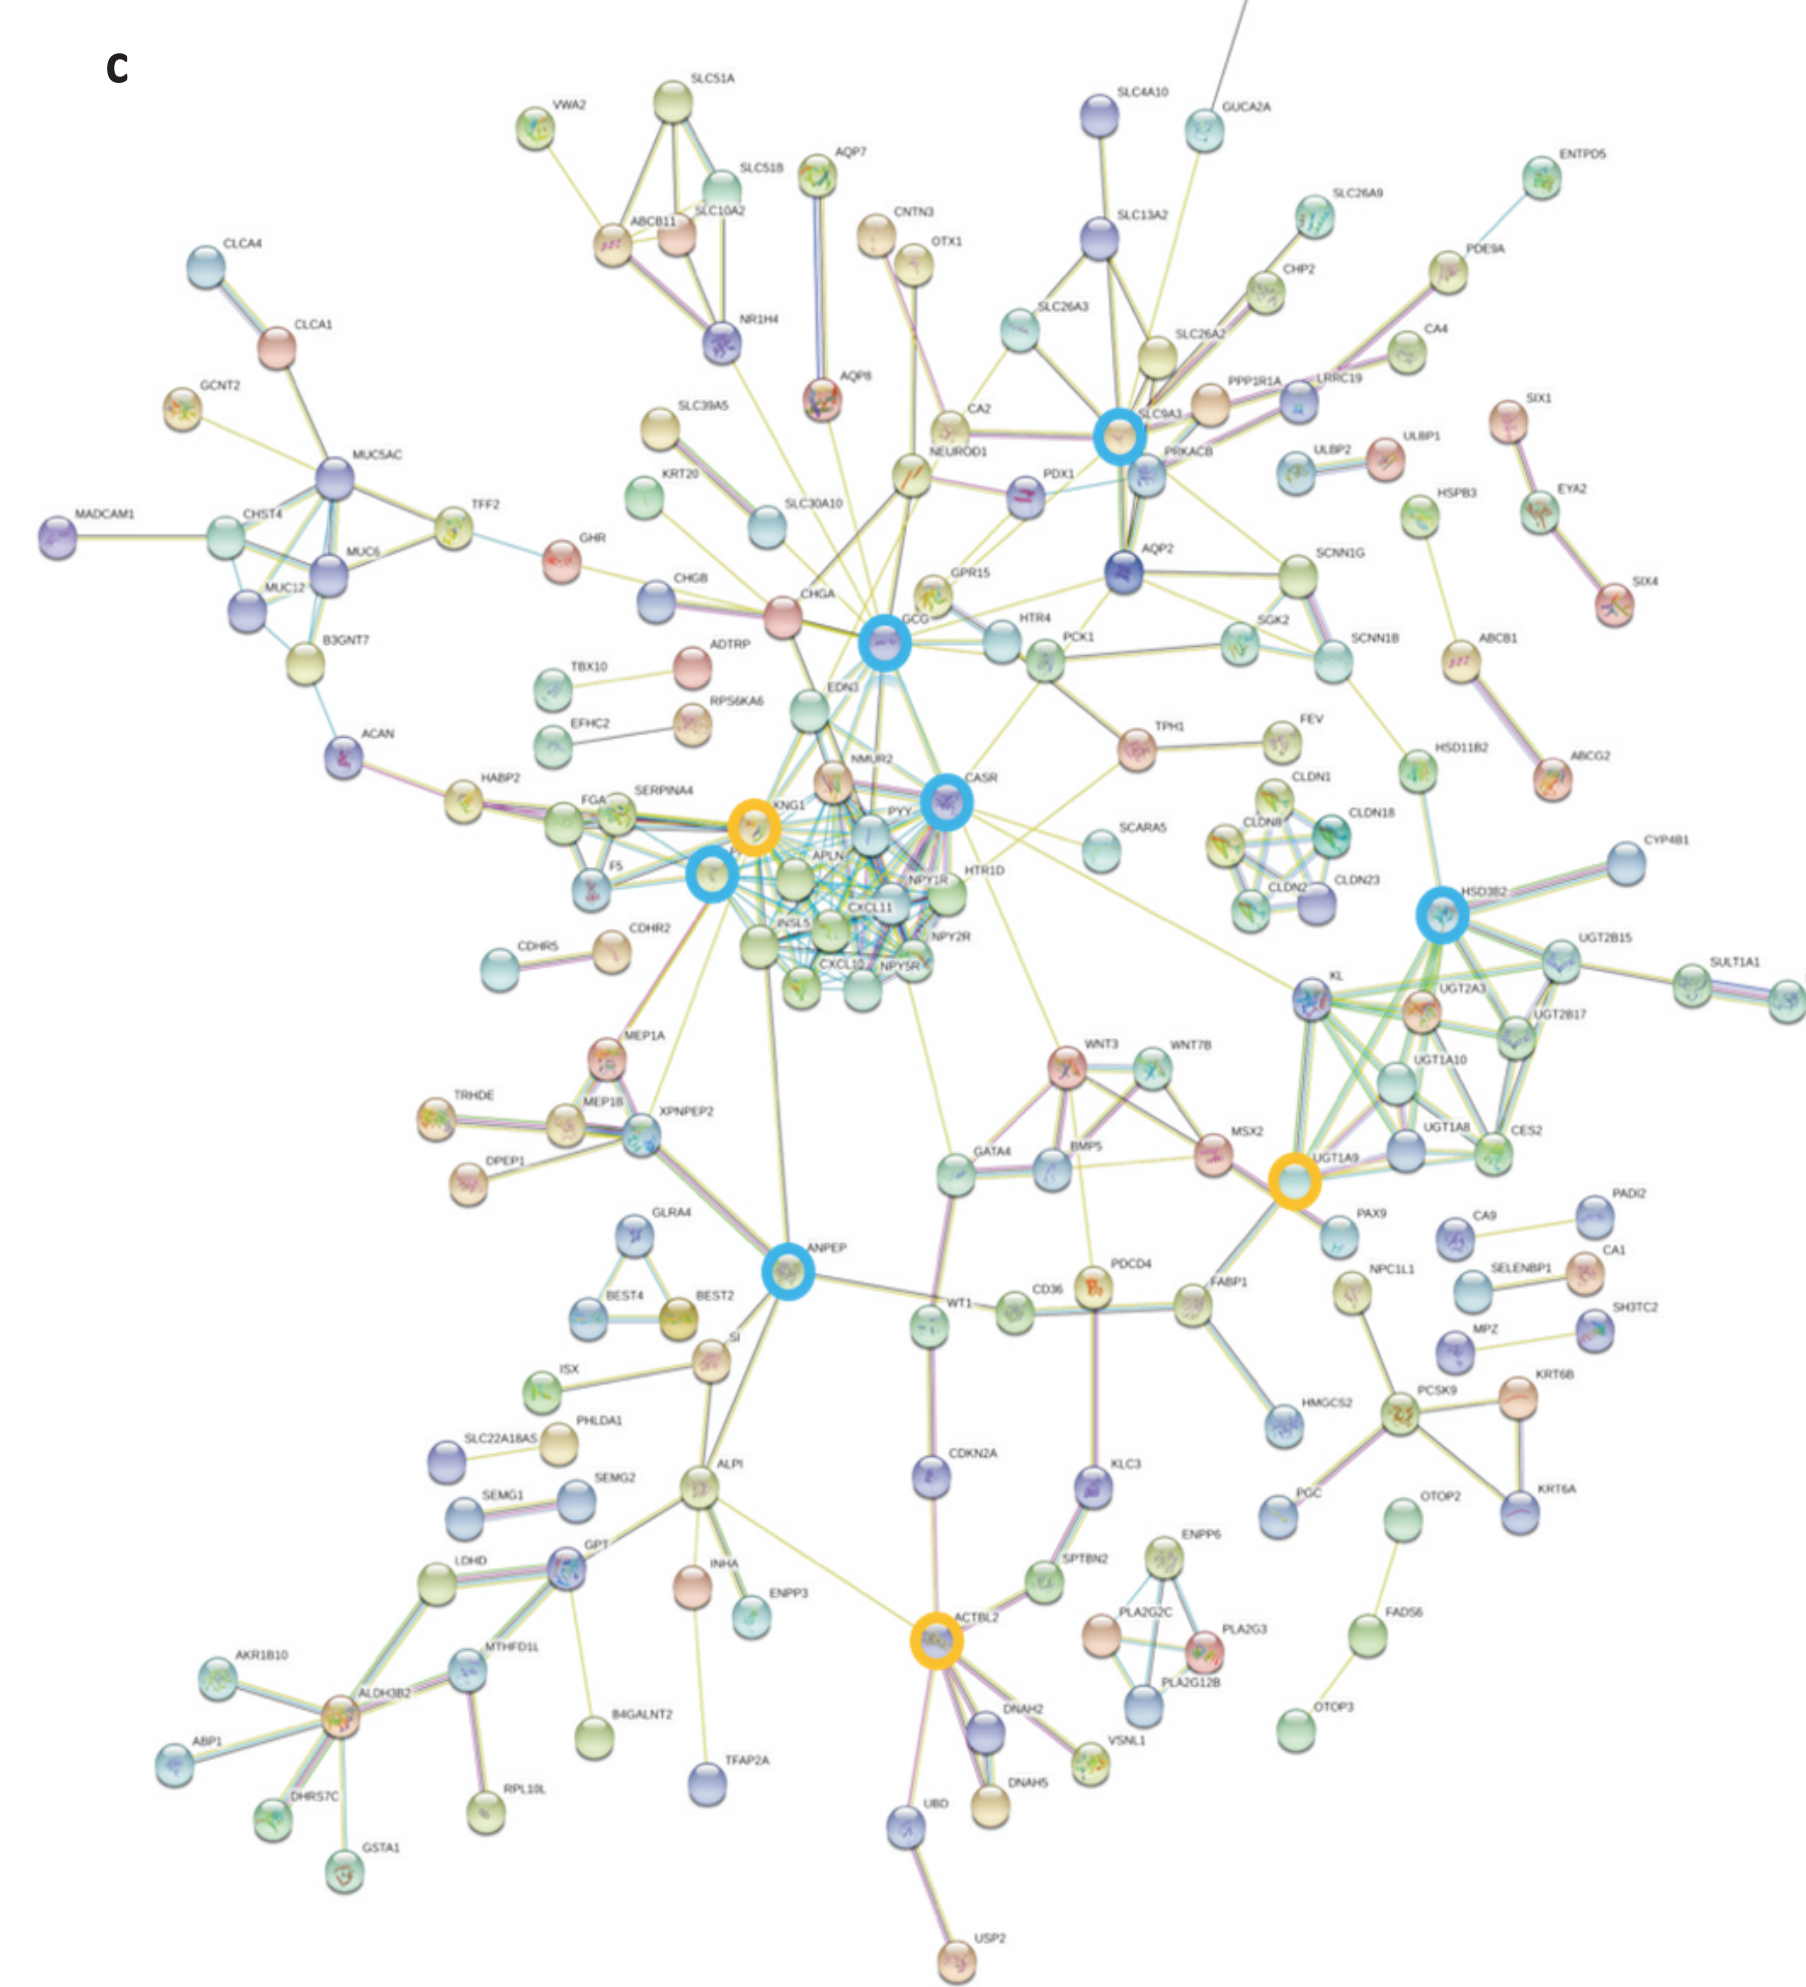 c
SLC51A
VWA2
SLC4A10
GUCA2A
AQP7
ENTPD5
SLC51B
SLC26A9
SLC10A2
CNTN3
SLC13A2
ABCB11
OTX1
CLCA4
PDE9A
CHP2
SLC26A3
NR1H4
CLCA1
CA4
SLC26A2
AQP8
GCNT2
PPP1R1A
LRRC19
SLC39A5
CA2
SLC9A3
SIX1
ULBP1
MUC5AC
NEUROD1
PRKACB
ULBP2
KRT20
PDX1
EYA2
HSPB3
SLC30A10
TFF2
MADCAM1
CHST4
GHR
AQP2
MUC6
SCNN1G
CHGB
GPR15
SIX4
MUC12
CHGA
HTR4
GCG
SGK2
B3GNT7
PCK1
SCNN1B
ABCB1
ADTRP
TBX10
EDN3
RPS6KA6
EFHC2
FEV
TPH1
ACAN
HSD11B2
NMUR2
ABCG2
HABP2
CASR
CLDN1
SERPINA4
FGA
KNG1
PYY
CLDN18
CLDN8
SCARA5
CYP4B1
F5
APLN
HTR1D
NPY1R
CLDN23
CLDN2
HSD3B2
CXCL11
INSL5
CDHR2
NPY2R
UGT2B15
CDHR5
CXCL10
NPY5R
SULT1A1
KL
UGT2A3
UGT2B17
MEP1A
WNT3
WNT7B
UGT1A10
TRHDE
MEP1B
XPNPEP2
UGT1A8
CES2
MSX2
GATA4
BMP5
DPEP1
UGT1A9
PADI2
GLRA4
PAX9
CA9
ANPEP
CA1
PDCD4
NPC1L1
SELENBP1
FABP1
CD36
BEST4
BEST2
WT1
SH3TC2
MPZ
SI
ISX
KRT6B
PCSK9
HMGCS2
PHLDA1
SLC22A18AS
CDKN2A
ALPI
KLC3
SEMG2
KRT6A
SEMG1
PGC
OTOP2
ENPP6
GPT
LDHD
INHA
SPTBN2
ENPP3
PLA2G2C
FADS6
ACTBL2
PLA2G3
MTHFD1L
AKR1B10
PLA2G12B
ALDH3B2
DNAH2
OTOP3
B4GALNT2
ABP1
VSNL1
TFAP2A
DNAH5
RPL10L
DHRS7C
UBD
GSTA1
USP2